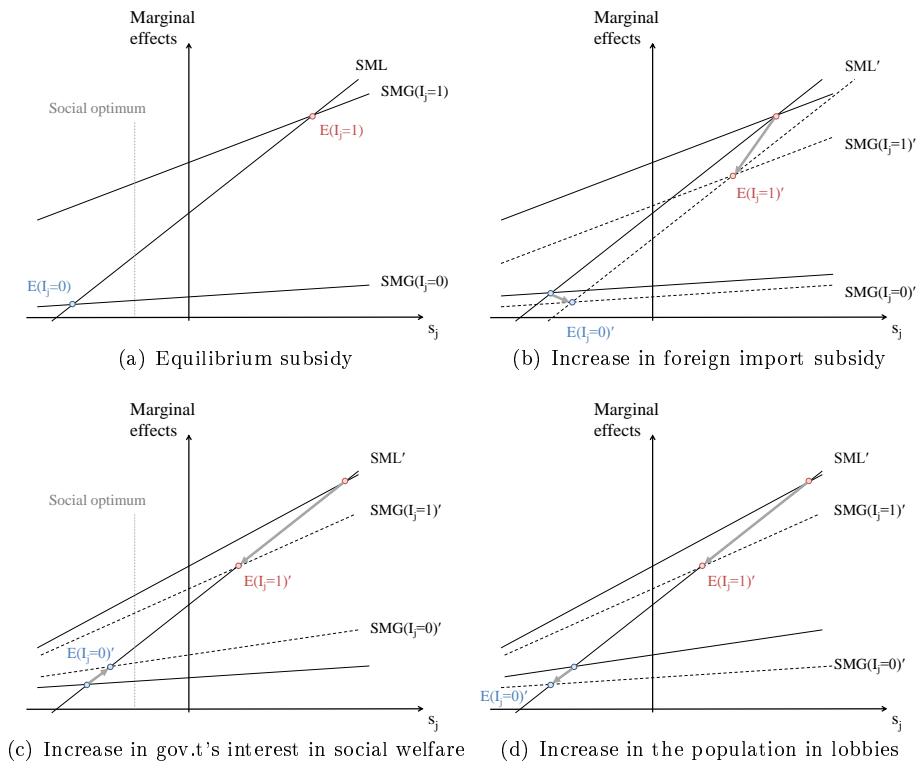 Marginal
effects
SML
SMG(Ij=1)
Social optimum
E(Ij=1)
E(Ij=0)
SMG(Ij=0)
sj
(a) Equilibrium subsidy
Marginal
effects
SML′
SMG(Ij=1)′
E(Ij=1)′
SMG(Ij=0)′
E(Ij=0)′
sj
(b) Increase in foreign import subsidy
Marginal
effects
SML′
Social optimum
SMG(Ij=1)′
E(Ij=1)′
SMG(Ij=0)′
E(Ij=0)′
sj
(c) Increase in gov.t's interest in social welfare
Marginal
effects
SML′
SMG(Ij=1)′
E(Ij=1)′
SMG(Ij=0)′
E(Ij=0)′
sj
(d) Increase in the population in lobbies